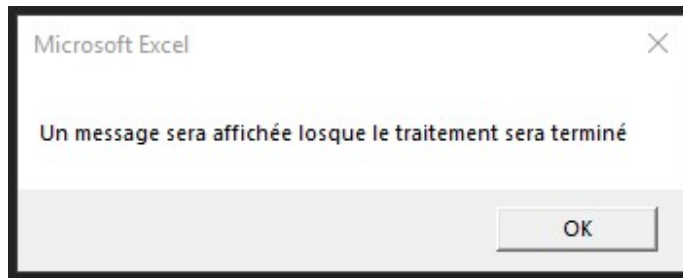 Microsoft Excel
Un message sera affichée losque le traitement sera terminé
OK